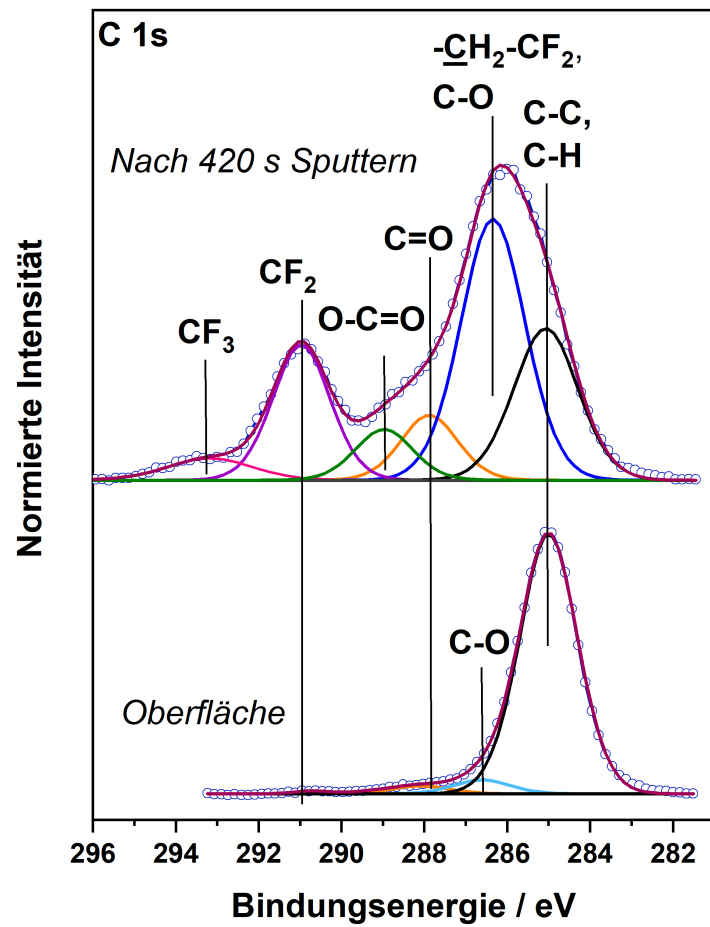 C 1s
-CH2-CF2,
C-O
C-C,
C-H
Nach 420 s Sputtern
C=O
CF2
O-C=O
CF3
C-O
Oberfläche
Normierte Intensität
296 294 292 290 288 286 284 282
Bindungsenergie / eV